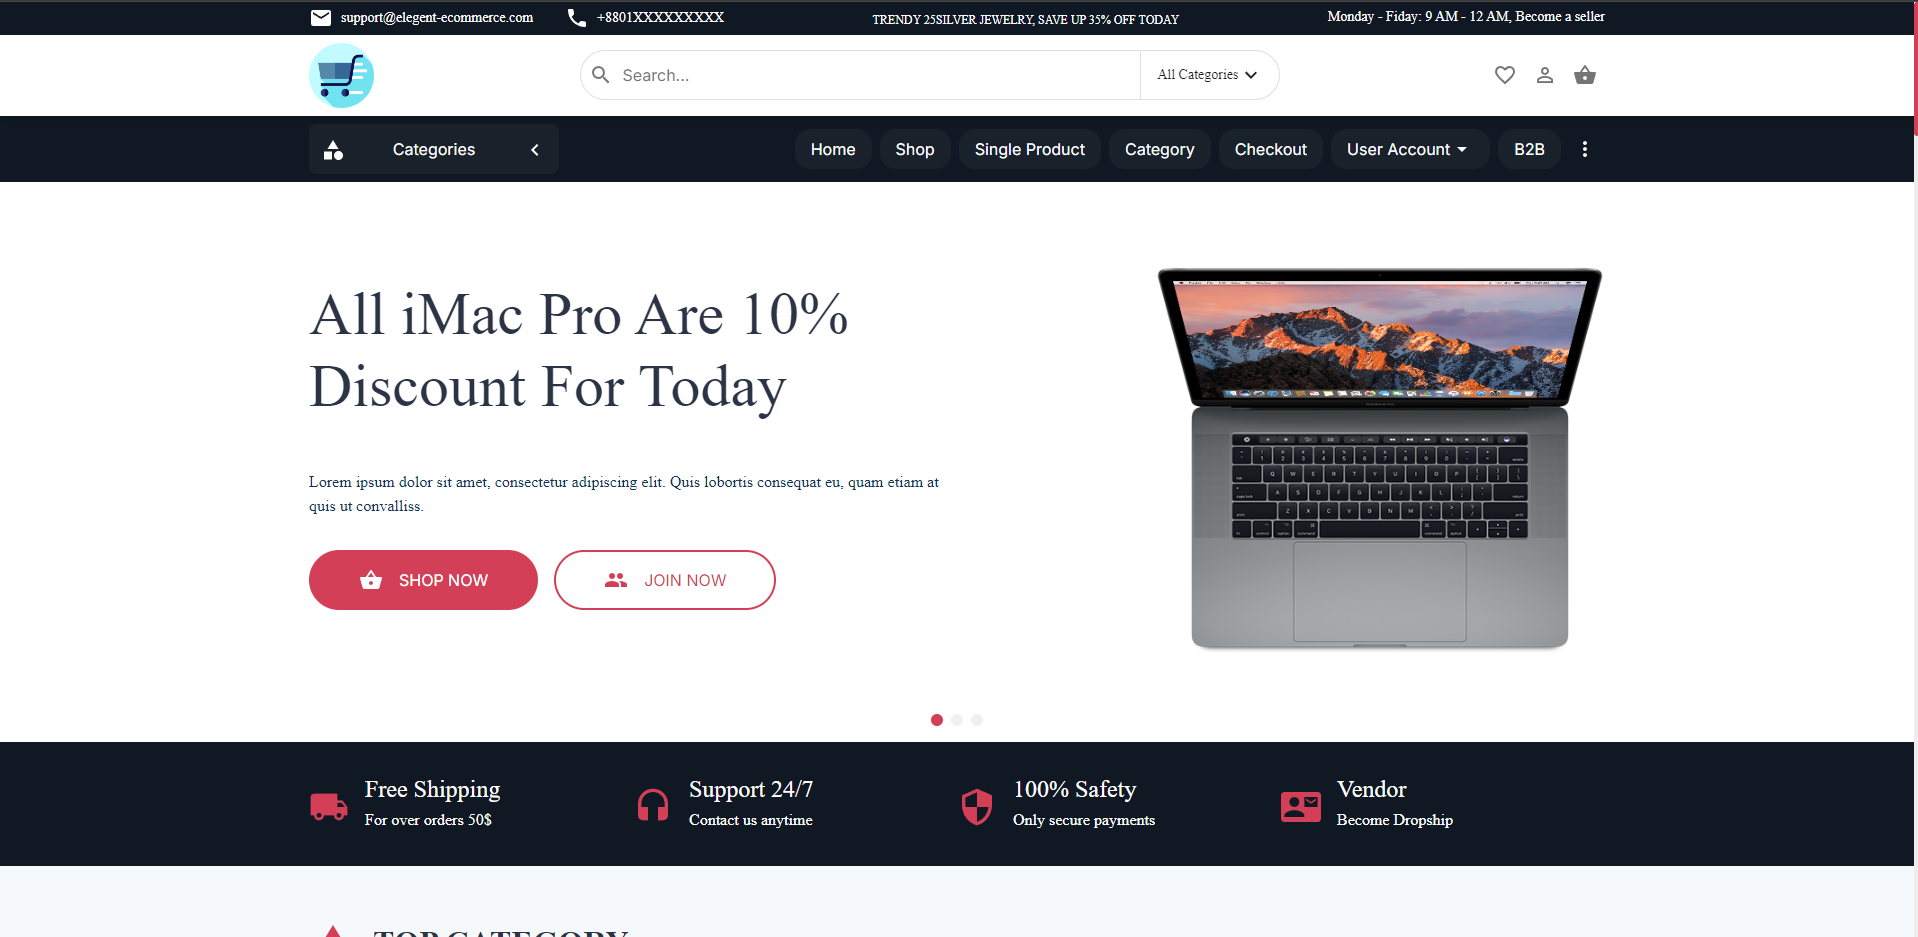 support@elegent-ecommerce.com
+8801XXXXXXXXX
TRENDY 25SILVER JEWELRY, SAVE UP 35% OFF TODAY
Monday - Fiday: 9 AM - 12 AM, Become a seller
Search...
All Categories
Categories
Home
Shop
Single Product
Category
Checkout
User Account
B2B
All iMac Pro Are 10%
Discount For Today
Lorem ipsum dolor sit amet, consectetur adipiscing elit. Quis lobortis consequat eu, quam etiam at
quis ut convalliss.
SHOP NOW
JOIN NOW
Free Shipping
For over orders 50$
Support 24/7
Contact us anytime
100% Safety
Only secure payments
Vendor
Become Dropship
TOP CATEGORY